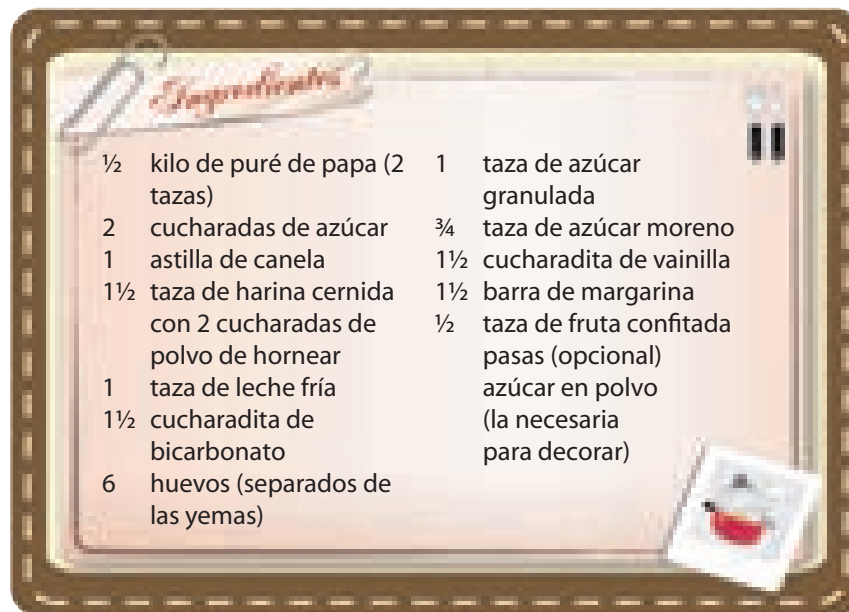 Ingredientes
½ kilo de puré de papa (2
tazas)
2 cucharadas de azúcar
1 astilla de canela
1½ taza de harina cernida
con 2 cucharadas de
polvo de hornear
1 taza de leche fría
1½ cucharadita de
bicarbonato
6 huevos (separados de
las yemas)
1 taza de azúcar
granulada
¾ taza de azúcar moreno
1½ cucharadita de vainilla
1½ barra de margarina
½ taza de fruta confitada
pasas (opcional)
azúcar en polvo
(la necesaria
para decorar)